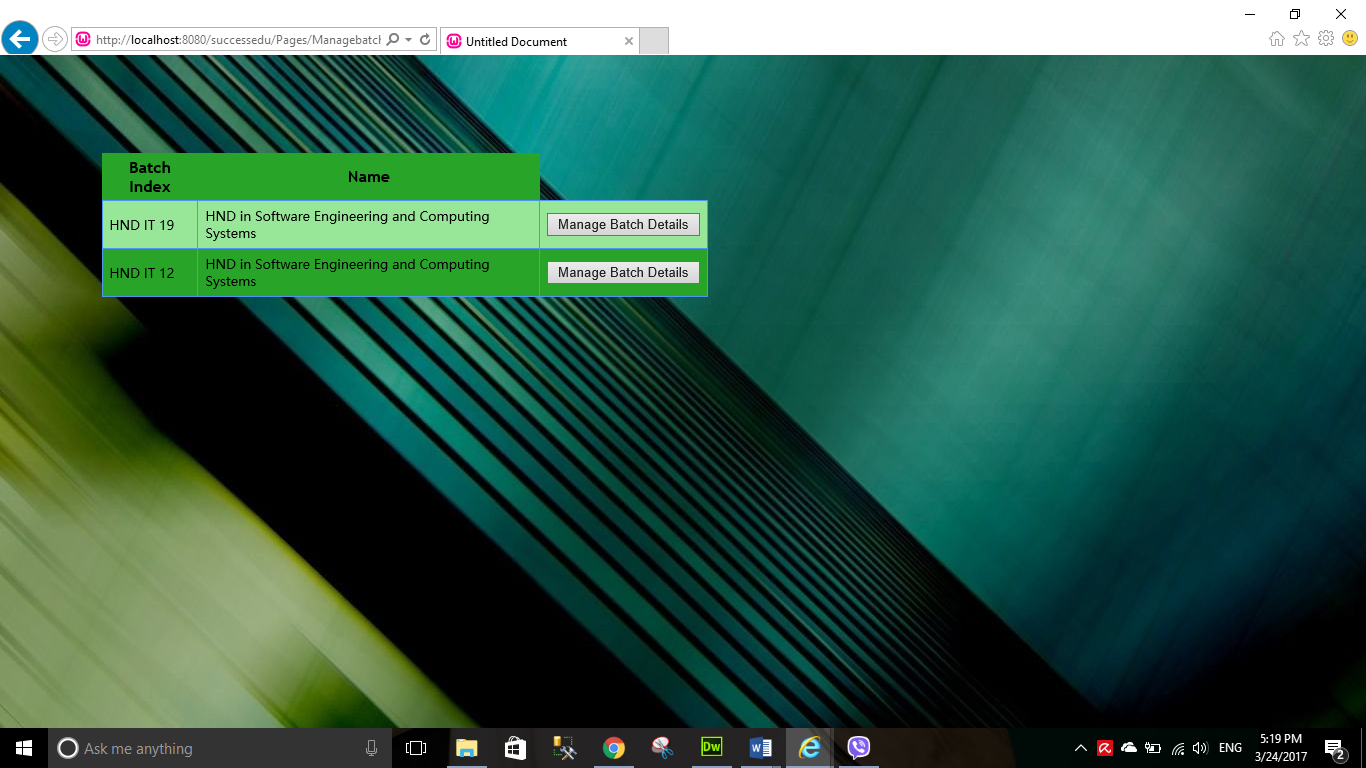 http://localhost:8080/successedu/Pages/Managebatch
Untitled Document
Batch
Index
Name
HND IT 19
HND in Software Engineering and Computing
Systems
Manage Batch Details
HND IT 12
HND in Software Engineering and Computing
Systems
Manage Batch Details
Ask me anything
Dw
ENG
5:19 PM
3/24/2017
2